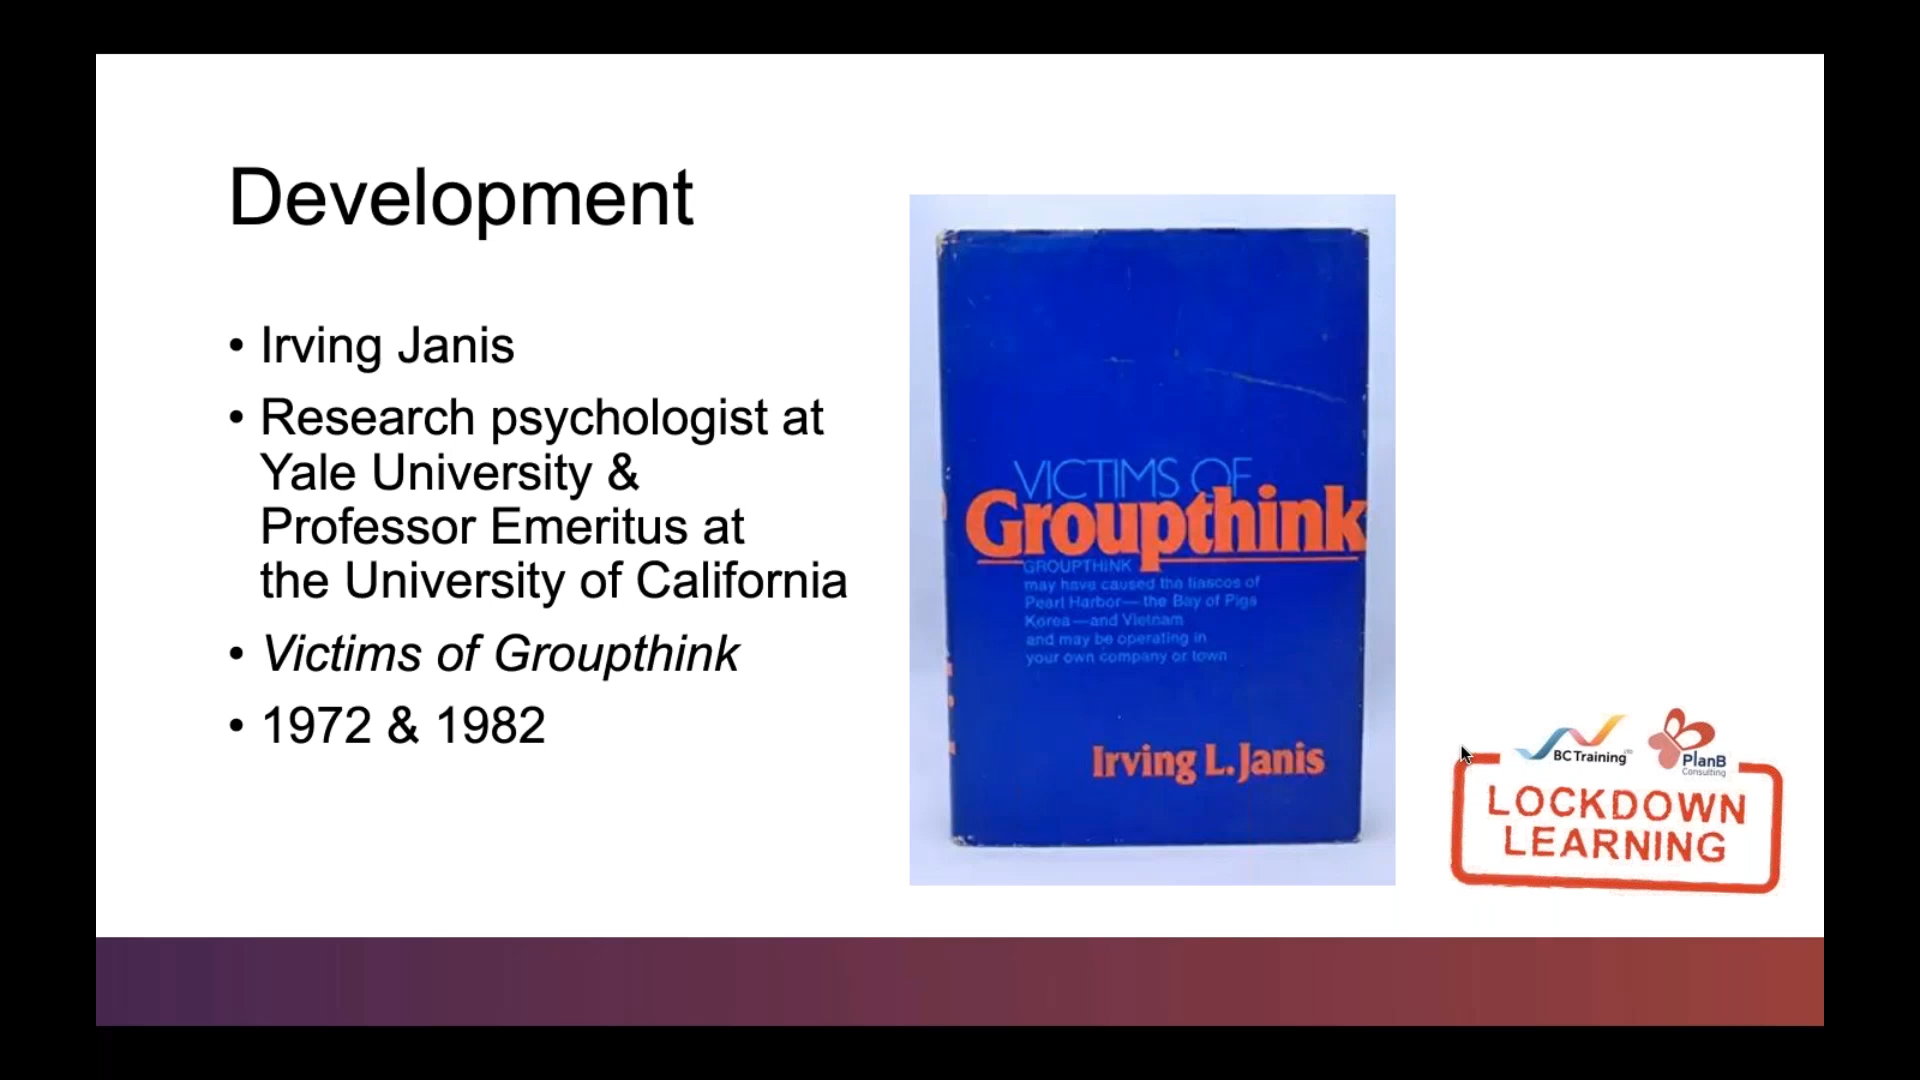 Development
• Irving Janis
• Research psychologist at
Yale University &
Professor Emeritus at
the University of California
• Victims of Groupthink
• 1972 & 1982
VICTIMS OF
Groupthink
GROUPTHINK
may have caused the fiascos of
Pearl Harbor—the Bay of Pigs
Korea—and Vietnam
and may be operating in
your own company or town
Irving L. Janis
BC Training
PlanB
Consulting
LOCKDOWN
LEARNING